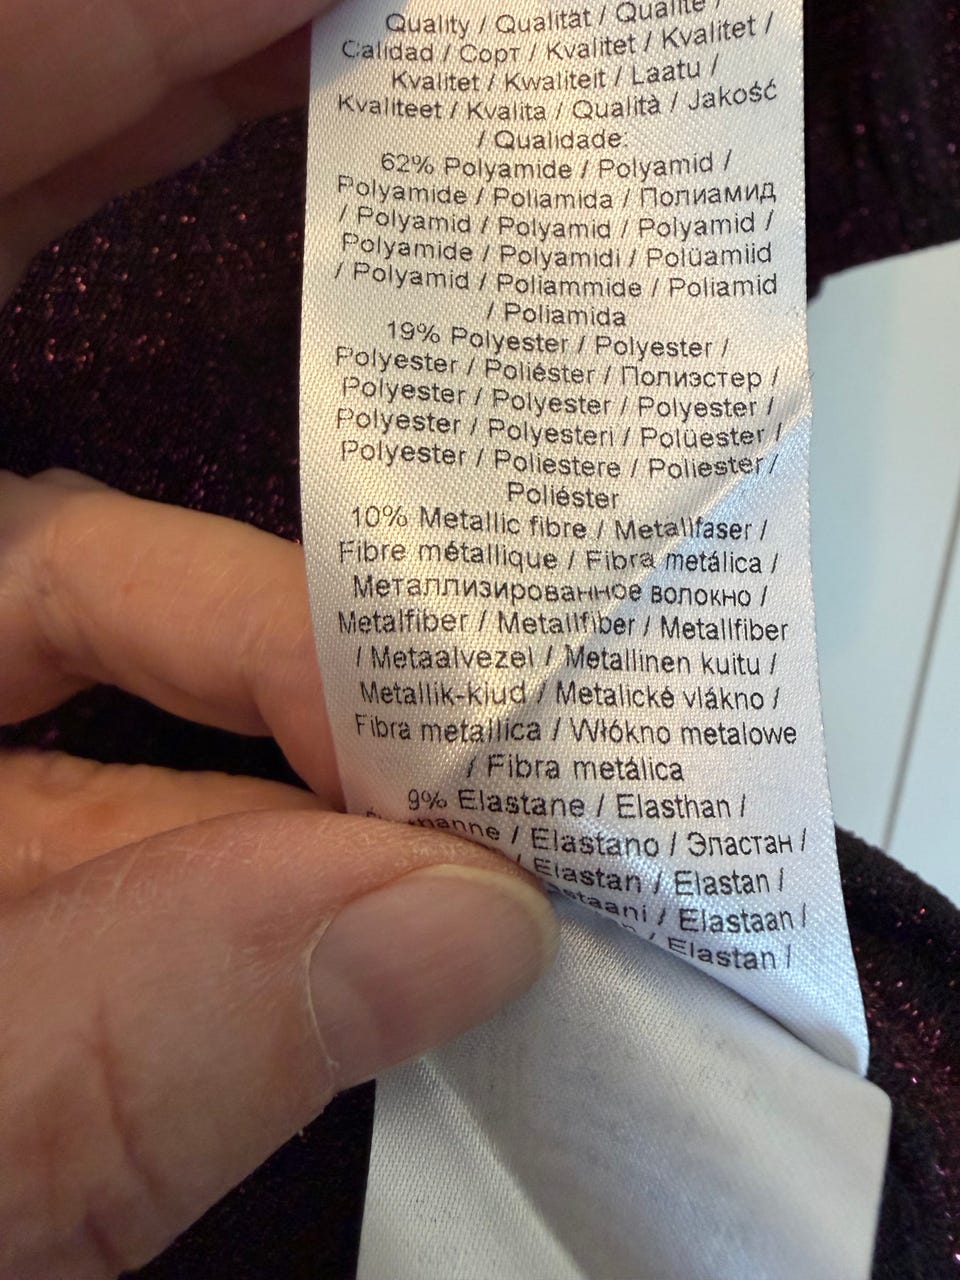 Quality / Qualität / Qualité /
Calidad / Сорт / Kvalitet / Kvalitet /
Kvalitet / Kwaliteit / Laatu /
Kvaliteet / Kvalita / Qualità / Jakość
/ Qualidade:
62% Polyamide / Polyamid /
Polyamide / Poliamida / Полиамид
/ Polyamid / Polyamid / Polyamid /
Polyamide / Polyamidi / Polüamiid
/ Polyamid / Poliammide / Poliamid
/ Poliamida
19% Polyester / Polyester /
Polyester / Poliéster / Полиэстер /
Polyester / Polyester / Polyester /
Polyester / Polyesteri / Polüester /
Polyester / Poliestere / Poliester /
Poliéster
10% Metallic fibre / Metallfaser /
Fibre métallique / Fibra metálica /
Металлизированное волокно /
Metalfiber / Metallfiber / Metallfiber
/ Metaalvezel / Metallinen kuitu /
Metallik-kiud / Metalické vlákno /
Fibra metallica / Włókno metalowe
/ Fibra metálica
9% Elastane / Elasthan /
/ Elastano / Эластан /
/ Elastan / Elastan /
/ Elastaan /
/ Elastan /